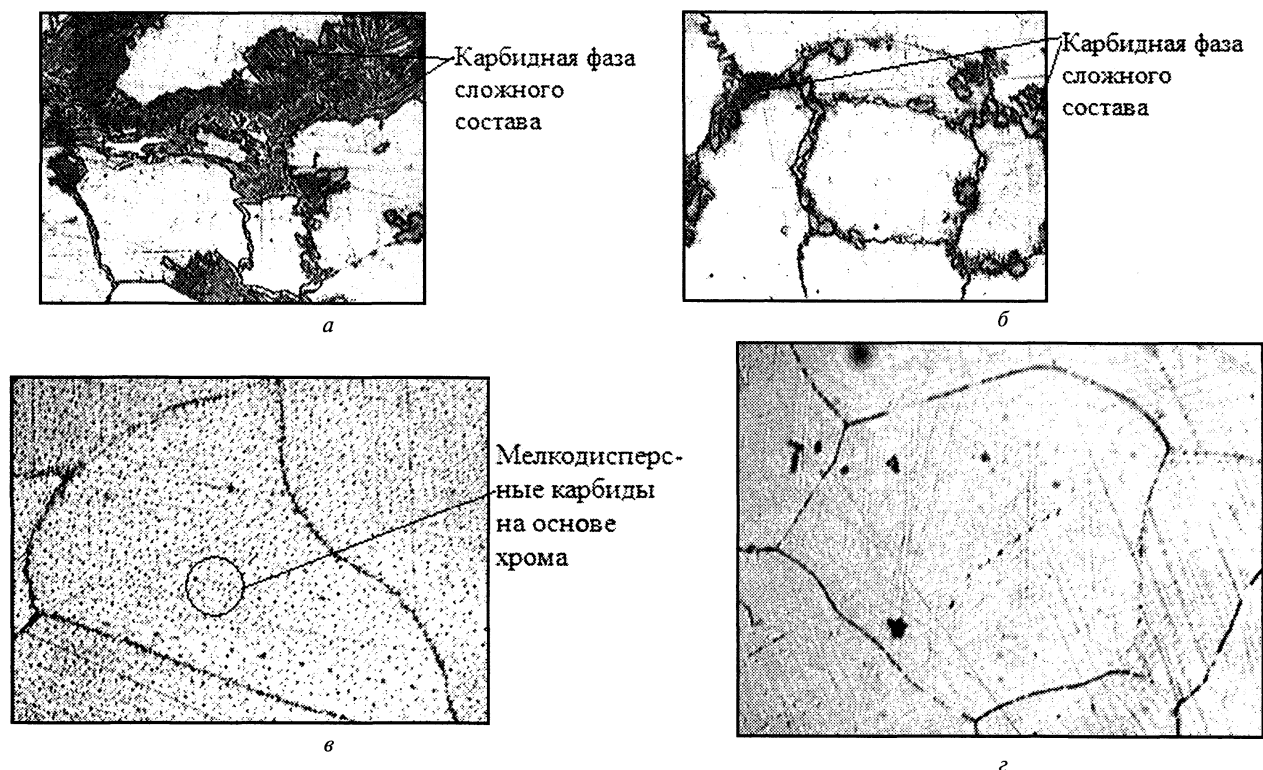 Карбидная фаза
сложного
состава
Карбидная фаза
сложного
состава
а
б
Мелкодисперс-
ные карбиды
на основе
хрома
в
г